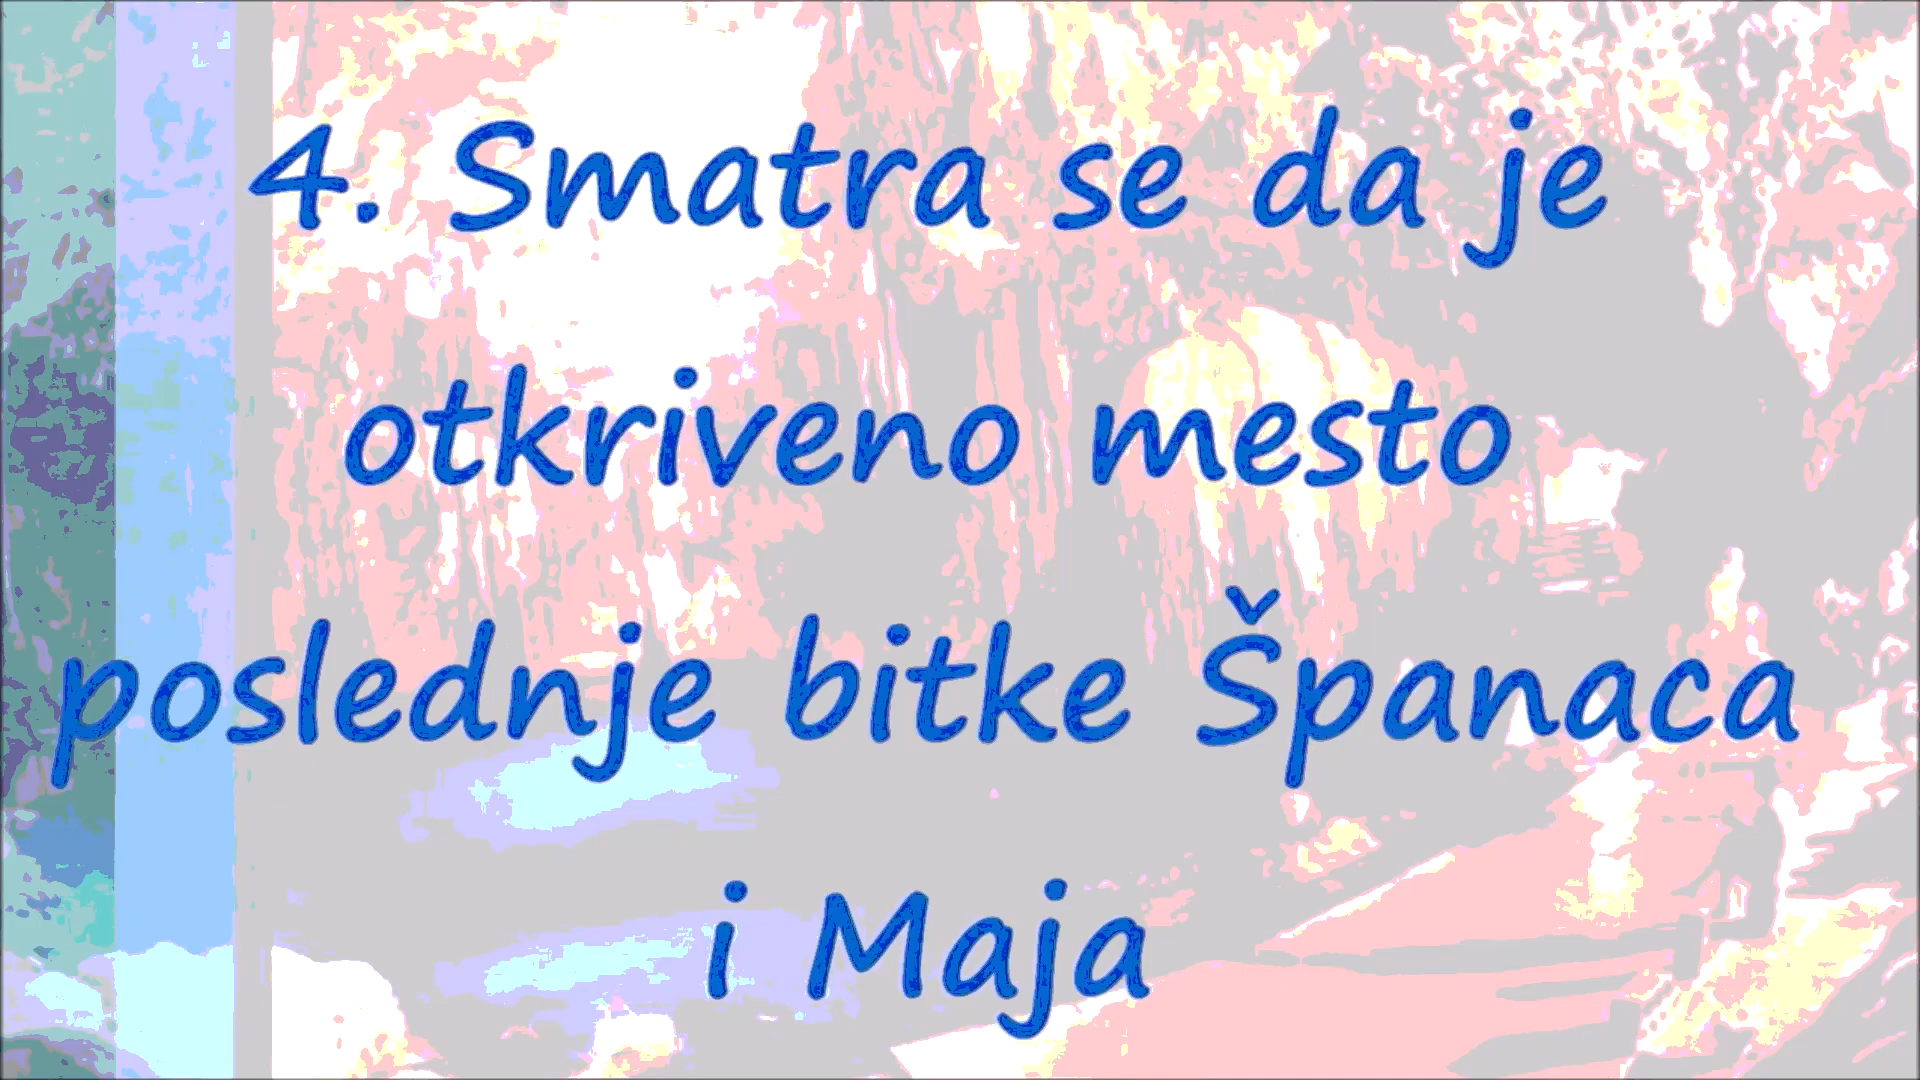 4. Smatra se da je
otkriveno mesto
poslednje bitke Španaca
i Maja